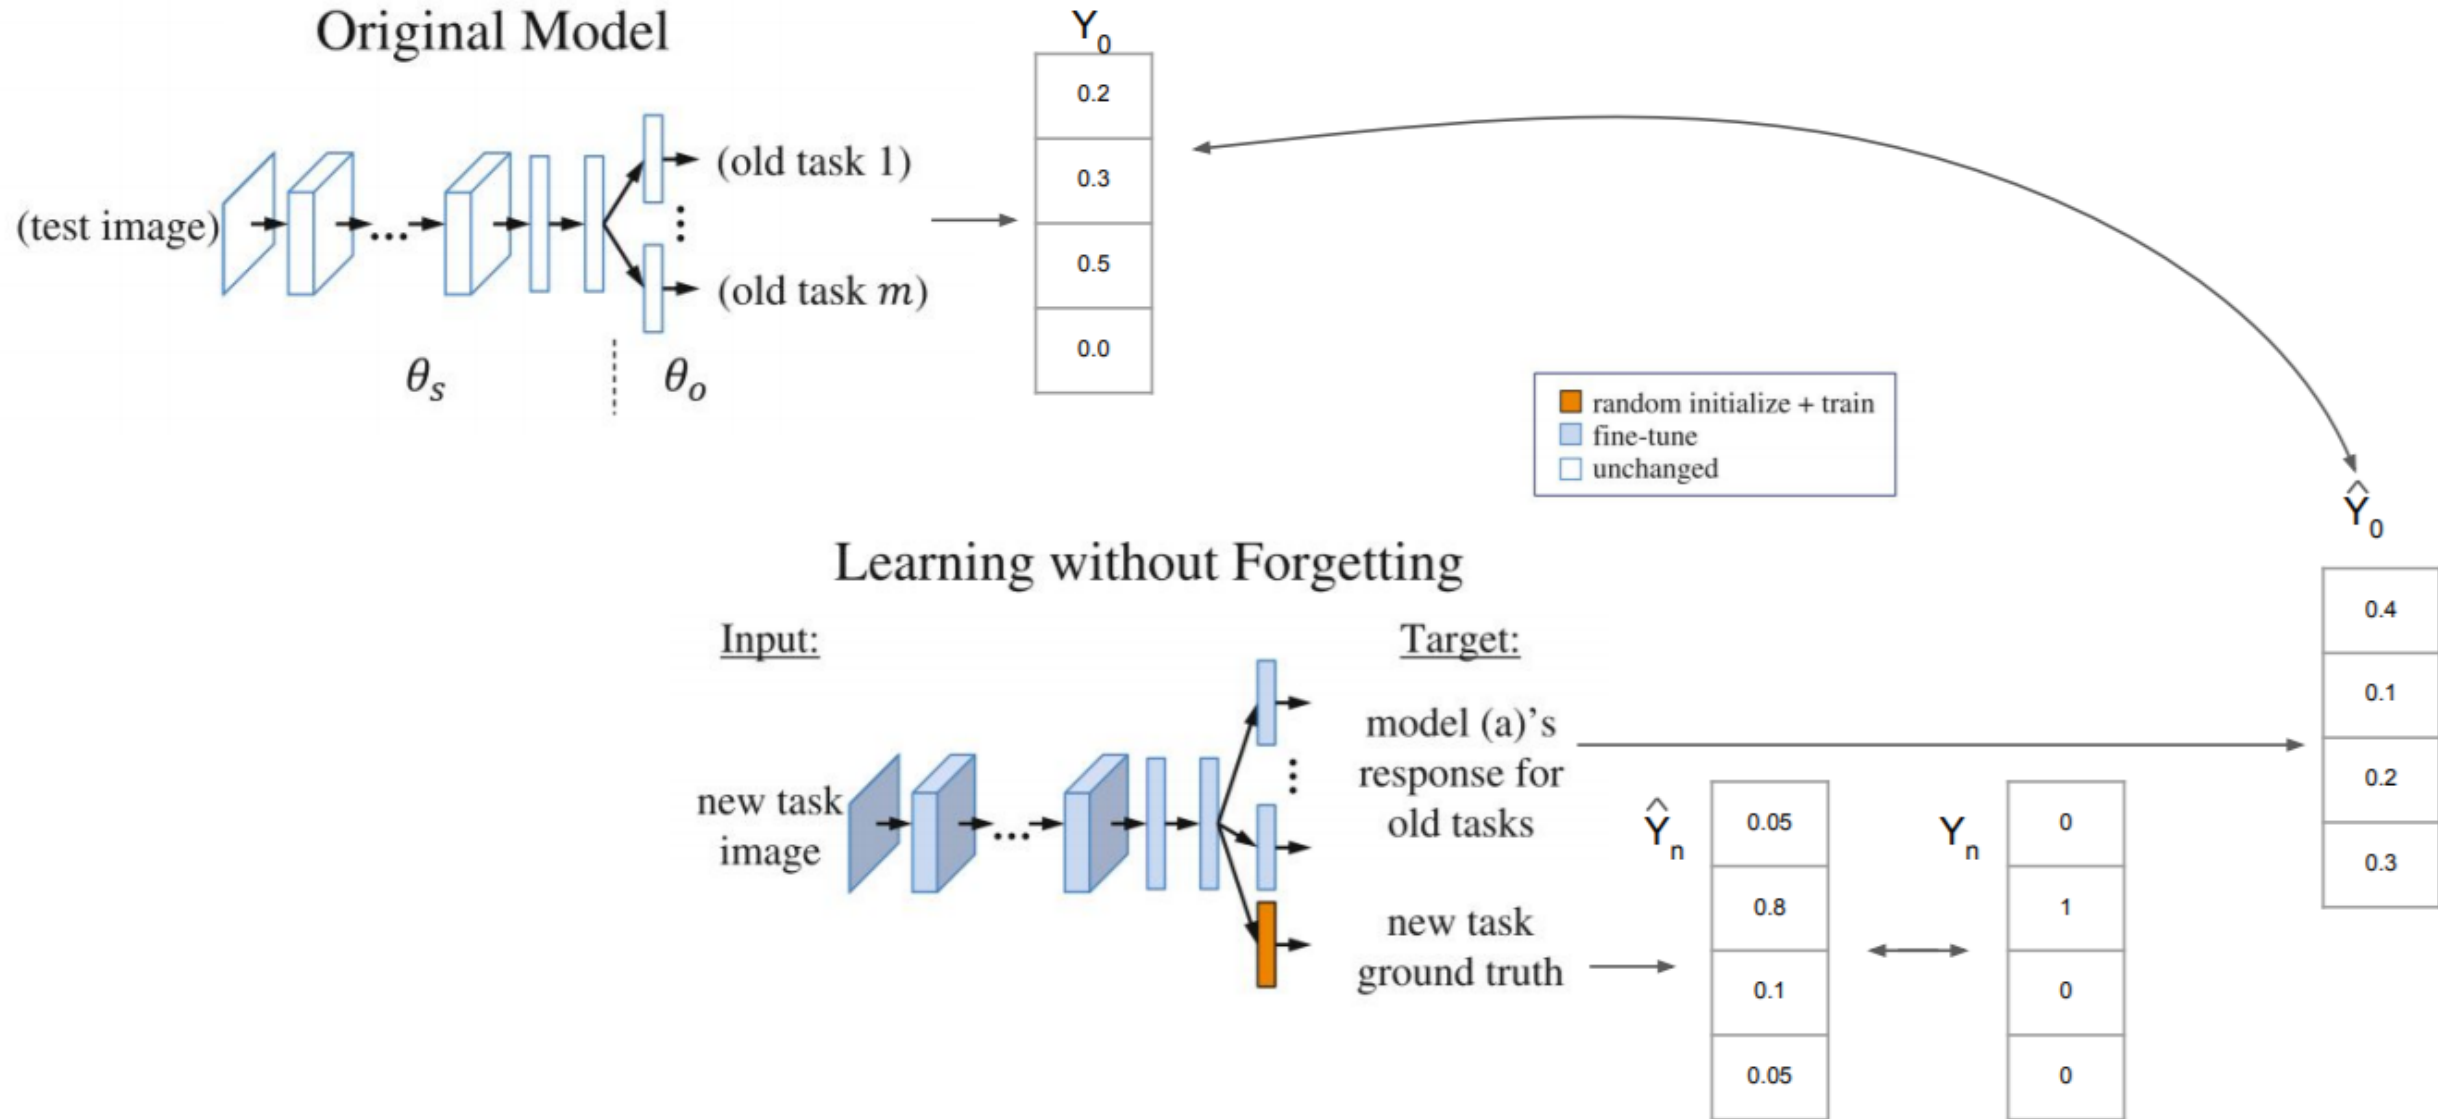 Original Model
Y0
0.2
0.3
0.5
0.0
(test image)
...
(old task 1)
⋮
(old task m)
θs
θo
random initialize + train
fine-tune
unchanged
Ŷ0
0.4
0.1
0.2
0.3
Learning without Forgetting
Input:
Target:
new task
image
...
⋮
model (a)'s
response for
old tasks
new task
ground truth
Ŷn
0.05
0.8
0.1
0.05
Yn
0
1
0
0